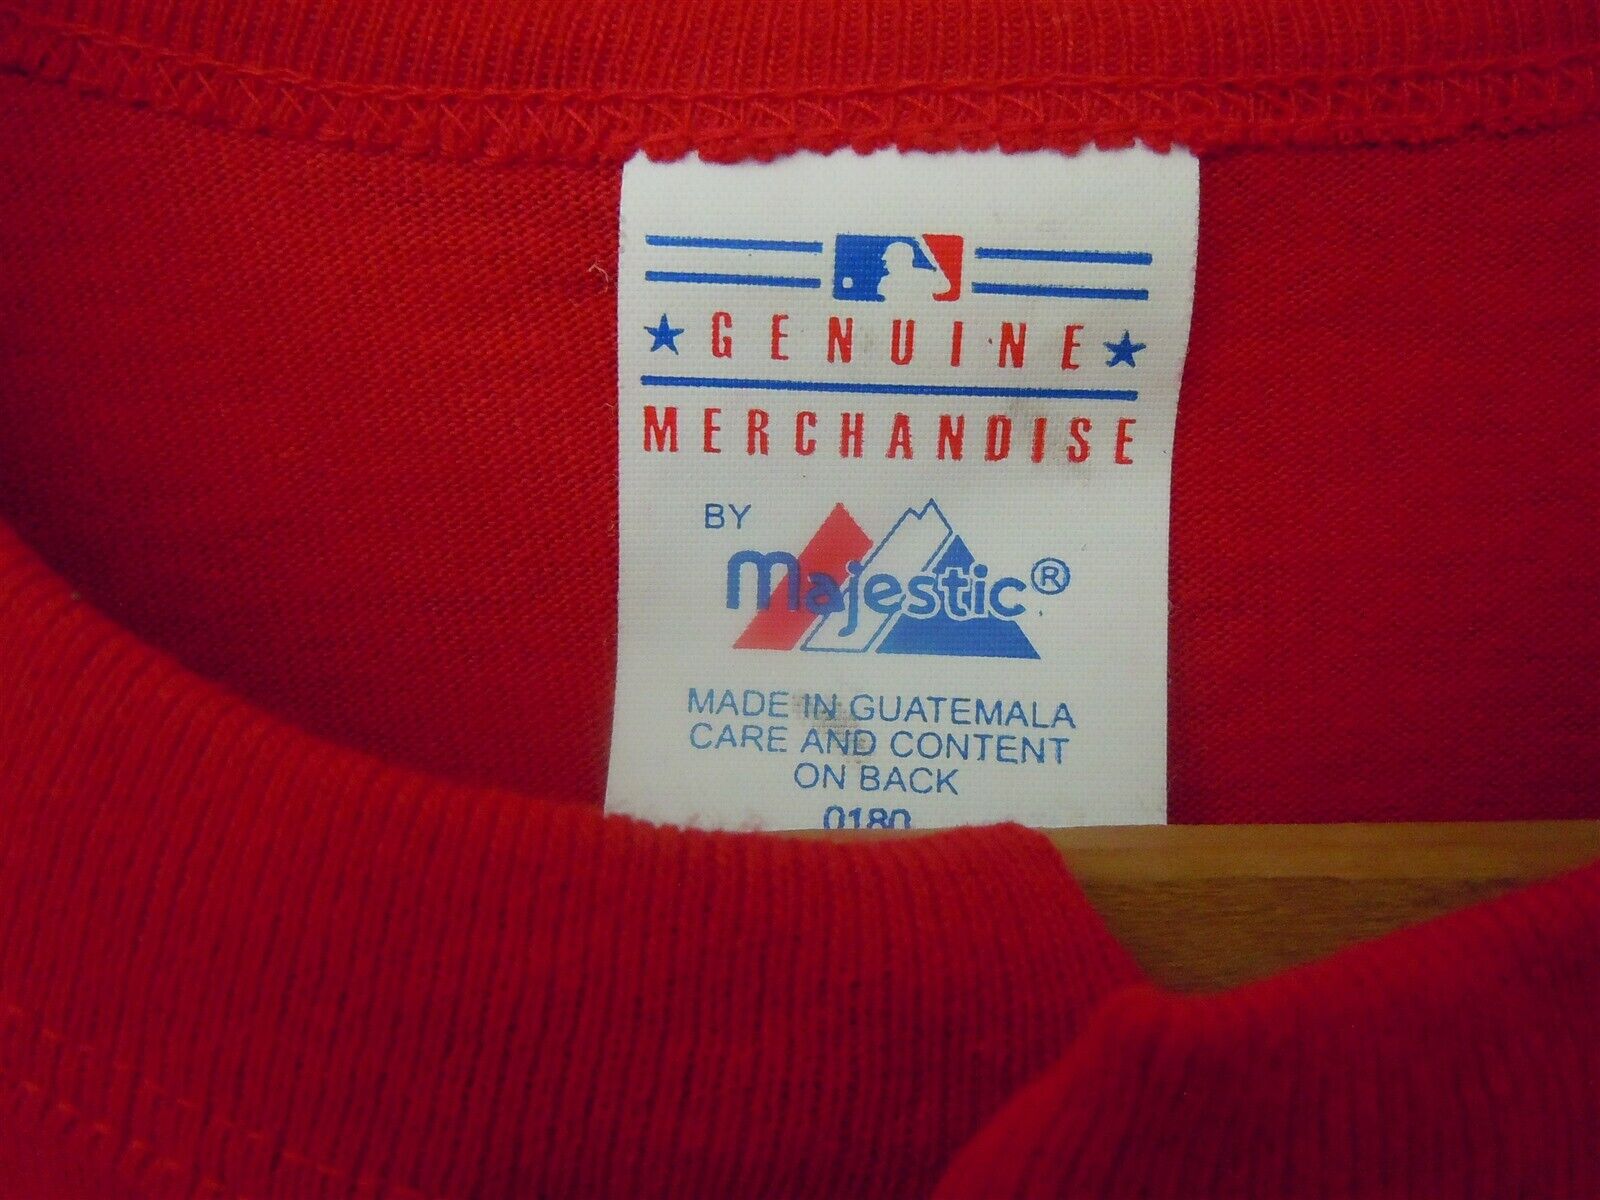 GENUINE
MERCHANDISE
BY
Majestic®
MADE IN GUATEMALA
CARE AND CONTENT
ON BACK
0180